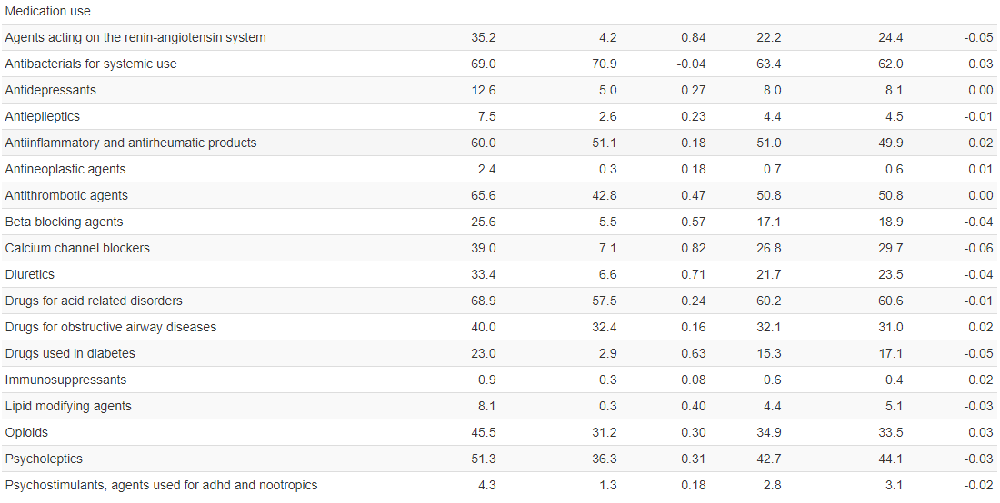 Medication use
Agents acting on the renin-angiotensin system 35.2 4.2 0.84 22.2 24.4 -0.05
Antibacterials for systemic use 69.0 70.9 -0.04 63.4 62.0 0.03
Antidepressants 12.6 5.0 0.27 8.0 8.1 0.00
Antiepileptics 7.5 2.6 0.23 4.4 4.5 -0.01
Antiinflammatory and antirheumatic products 60.0 51.1 0.18 51.0 49.9 0.02
Antineoplastic agents 2.4 0.3 0.18 0.7 0.6 0.01
Antithrombotic agents 65.6 42.8 0.47 50.8 50.8 0.00
Beta blocking agents 25.6 5.5 0.57 17.1 18.9 -0.04
Calcium channel blockers 39.0 7.1 0.82 26.8 29.7 -0.06
Diuretics 33.4 6.6 0.71 21.7 23.5 -0.04
Drugs for acid related disorders 68.9 57.5 0.24 60.2 60.6 -0.01
Drugs for obstructive airway diseases 40.0 32.4 0.16 32.1 31.0 0.02
Drugs used in diabetes 23.0 2.9 0.63 15.3 17.1 -0.05
Immunosuppressants 0.9 0.3 0.08 0.6 0.4 0.02
Lipid modifying agents 8.1 0.3 0.40 4.4 5.1 -0.03
Opioids 45.5 31.2 0.30 34.9 33.5 0.03
Psycholeptics 51.3 36.3 0.31 42.7 44.1 -0.03
Psychostimulants, agents used for adhd and nootropics 4.3 1.3 0.18 2.8 3.1 -0.02